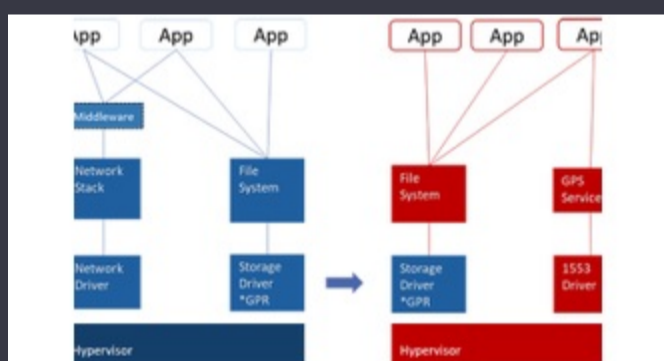 App
App
App
App
App
Ap
Middleware
Network
Stack
File
System
File
System
GPS
Service
Network
Driver
Storage
Driver
*GPR
Storage
Driver
*GPR
1553
Driver
Hypervisor
Hypervisor